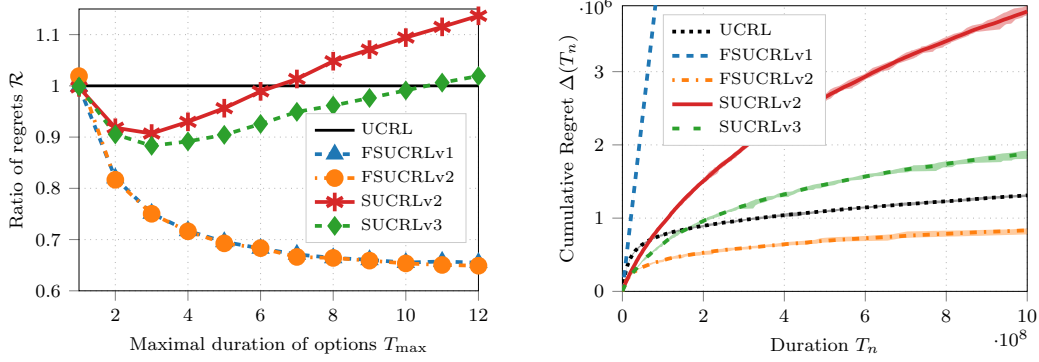 1.1
1
0.9
0.8
0.7
0.6
Ratio of regrets R
UCRL
FSUCRLv1
FSUCRLv2
SUCRLv2
SUCRLv3
2 4 6 8 10 12
Maximal duration of options T_max
·10^6
3
2
1
0
Cumulative Regret Δ(T_n)
UCRL
FSUCRLv1
FSUCRLv2
SUCRLv2
SUCRLv3
0 2 4 6 8 10
·10^8
Duration T_n